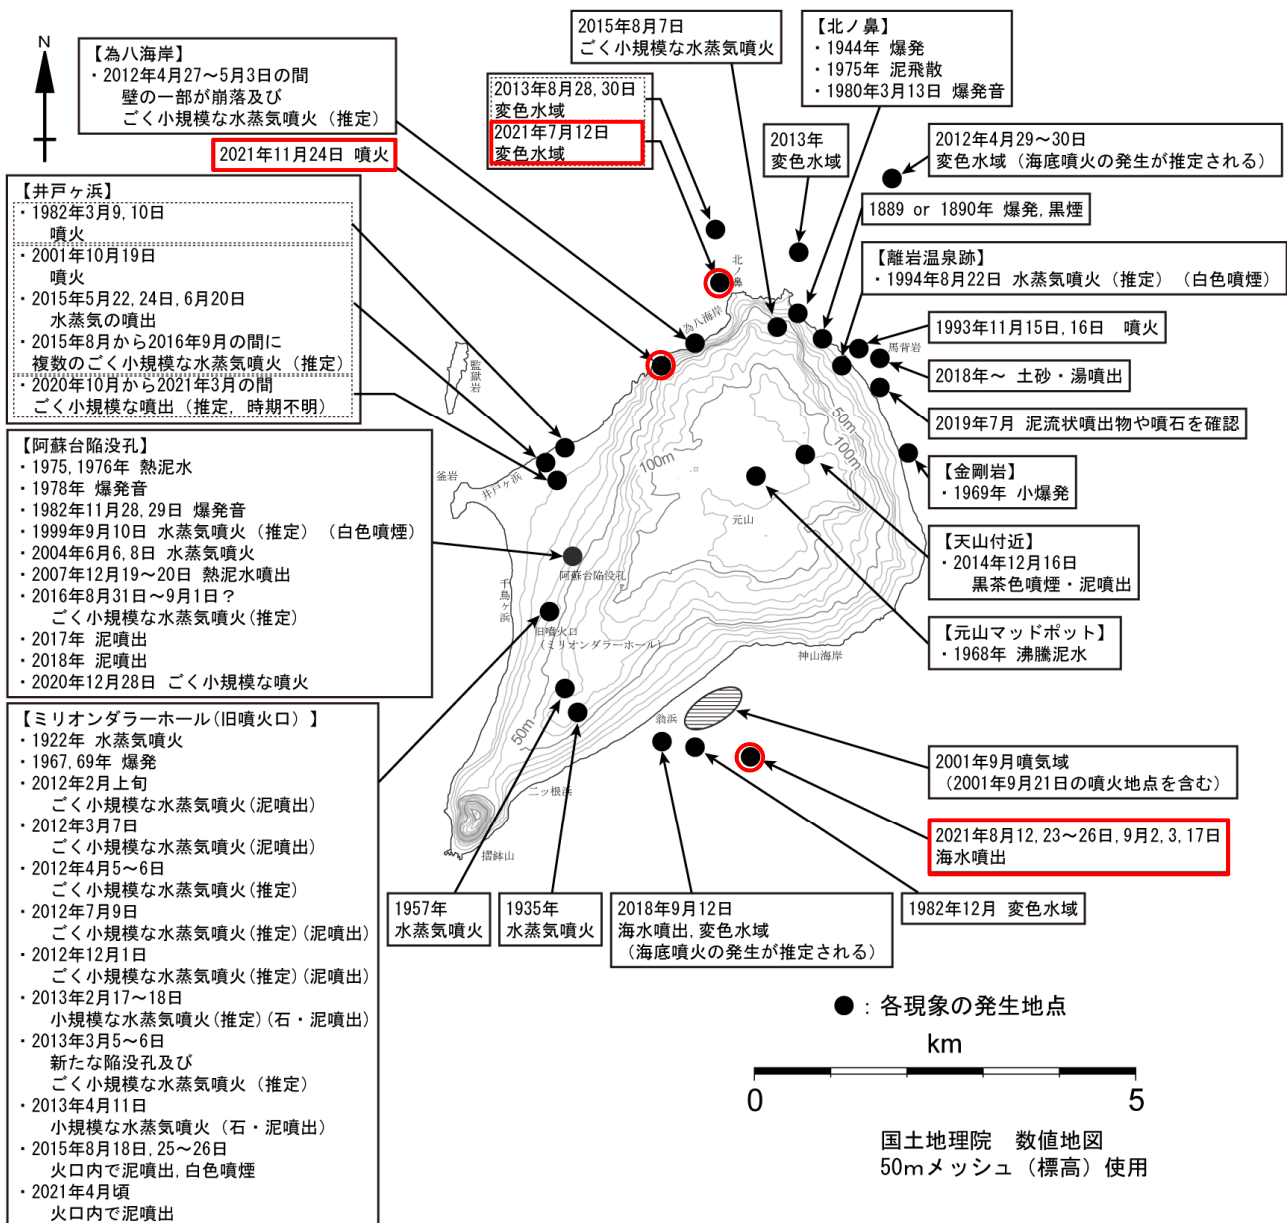 N
【為八海岸】
・2012年4月27～5月3日の間
壁の一部が崩落及び
ごく小規模な水蒸気噴火（推定）
2021年11月24日 噴火
2013年8月28,30日
変色水域
2021年7月12日
変色水域
2015年8月7日
ごく小規模な水蒸気噴火
【北ノ鼻】
・1944年 爆発
・1975年 泥飛散
・1980年3月13日 爆発音
2013年
変色水域
2012年4月29～30日
変色水域（海底噴火の発生が推定される）
1889 or 1890年 爆発,黒煙
【離岩温泉跡】
・1994年8月22日 水蒸気噴火（推定）（白色噴煙）
1993年11月15日,16日 噴火
2018年～ 土砂・湯噴出
2019年7月 泥流状噴出物や噴石を確認
【金剛岩】
・1969年 小爆発
【天山付近】
・2014年12月16日
黒茶色噴煙・泥噴出
【元山マッドポット】
・1968年 沸騰泥水
2001年9月噴気域
（2001年9月21日の噴火地点を含む）
2021年8月12,23～26日,9月2,3,17日
海水噴出
1982年12月 変色水域
2018年9月12日
海水噴出,変色水域
（海底噴火の発生が推定される）
1935年
水蒸気噴火
1957年
水蒸気噴火
【井戸ヶ浜】
・1982年3月9,10日
噴火
・2001年10月19日
噴火
・2015年5月22,24日,6月20日
水蒸気の噴出
・2015年8月から2016年9月の間に
複数のごく小規模な水蒸気噴火（推定）
・2020年10月から2021年3月の間
ごく小規模な噴出（推定，時期不明）
【阿蘇台陥没孔】
・1975,1976年 熱泥水
・1978年 爆発音
・1982年11月28,29日 爆発音
・1999年9月10日 水蒸気噴火（推定）（白色噴煙）
・2004年6月6,8日 水蒸気噴火
・2007年12月19～20日 熱泥水噴出
・2016年8月31日～9月1日？
ごく小規模な水蒸気噴火(推定)
・2017年 泥噴出
・2018年 泥噴出
・2020年12月28日 ごく小規模な噴火
【ミリオンダラーホール(旧噴火口)】
・1922年 水蒸気噴火
・1967,69年 爆発
・2012年2月上旬
ごく小規模な水蒸気噴火(泥噴出)
・2012年3月7日
ごく小規模な水蒸気噴火(泥噴出)
・2012年4月5～6日
ごく小規模な水蒸気噴火(推定)
・2012年7月9日
ごく小規模な水蒸気噴火(推定)(泥噴出)
・2012年12月1日
ごく小規模な水蒸気噴火(推定)(泥噴出)
・2013年2月17～18日
小規模な水蒸気噴火(推定)(石・泥噴出)
・2013年3月5～6日
新たな陥没孔及び
ごく小規模な水蒸気噴火（推定）
・2013年4月11日
小規模な水蒸気噴火（石・泥噴出）
・2015年8月18日,25～26日
火口内で泥噴出,白色噴煙
・2021年4月頃
火口内で泥噴出
北ノ鼻
為八海岸
馬背岩
監獄岩
釜岩
井戸ヶ浜
50m
100m
100m
元山
阿蘇台陥没孔
千鳥ヶ浜
旧噴火口
(ミリオンダラーホール)
神山海岸
翁浜
50m
二ッ根浜
摺鉢山
●：各現象の発生地点
km
0
5
国土地理院 数値地図
50mメッシュ（標高）使用